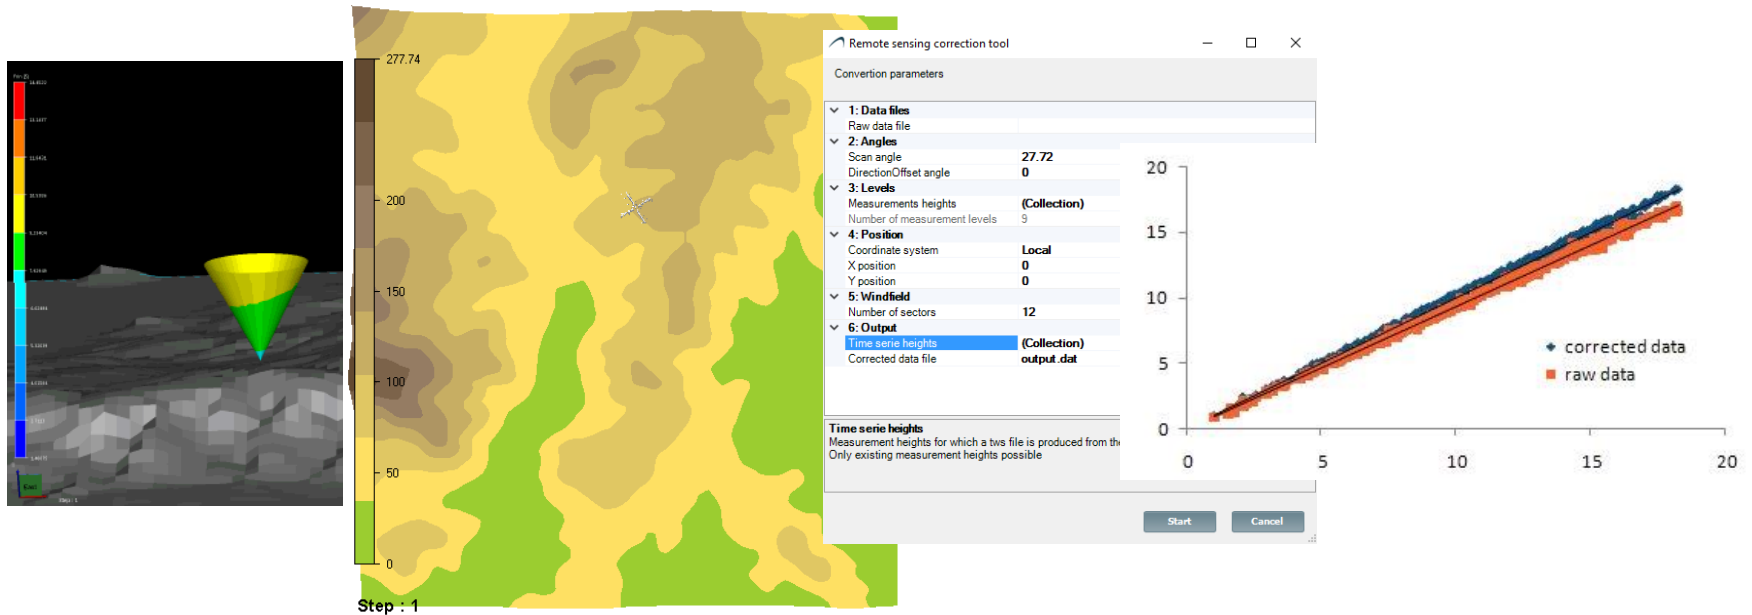 277.74
200
150
100
50
0
Step : 1
Remote sensing correction tool
Convertion parameters
1: Data files
Raw data file
2: Angles
Scan angle 27.72
DirectionOffset angle 0
3: Levels
Measurements heights (Collection)
Number of measurement levels 9
4: Position
Coordinate system Local
X position 0
Y position 0
5: Windfield
Number of sectors 12
6: Output
Time serie heights (Collection)
Corrected data file output.dat
Time serie heights
Measurement heights for which a tws file is produced from the
Only existing measurement heights possible
Start Cancel
20
15
10
5
0
0 5 10 15 20
corrected data
raw data